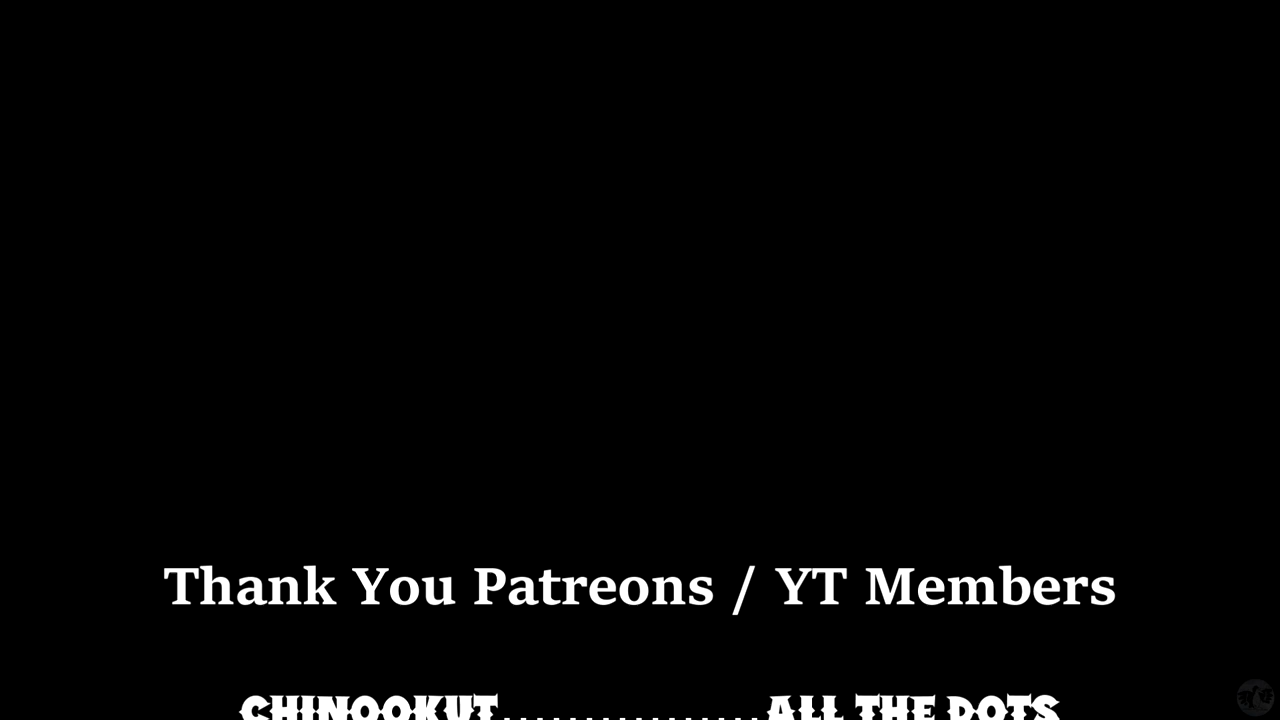 Thank You Patreons / YT Members
CHINOOKUT................ALL THE DOTS